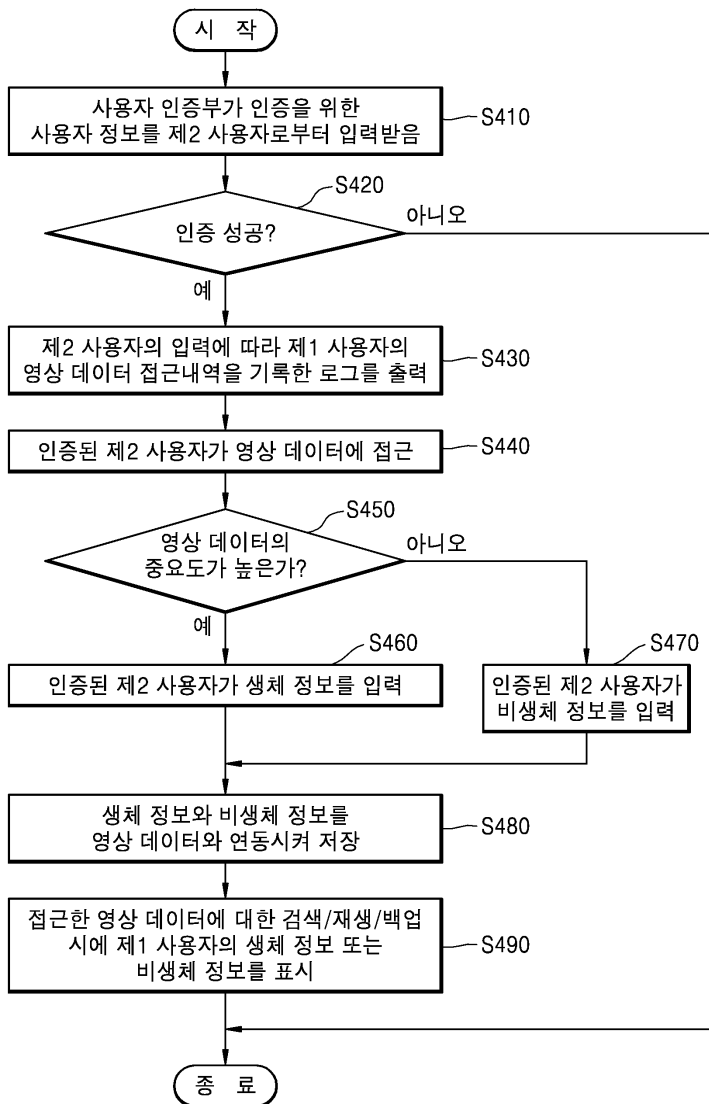 시 작
사용자 인증부가 인증을 위한
사용자 정보를 제2 사용자로부터 입력받음
S410
S420
인증 성공?
아니오
예
제2 사용자의 입력에 따라 제1 사용자의
영상 데이터 접근내역을 기록한 로그를 출력
S430
인증된 제2 사용자가 영상 데이터에 접근
S440
S450
영상 데이터의
중요도가 높은가?
아니오
예
S460
인증된 제2 사용자가 생체 정보를 입력
S470
인증된 제2 사용자가
비생체 정보를 입력
생체 정보와 비생체 정보를
영상 데이터와 연동시켜 저장
S480
접근한 영상 데이터에 대한 검색/재생/백업
시에 제1 사용자의 생체 정보 또는
비생체 정보를 표시
S490
종 료